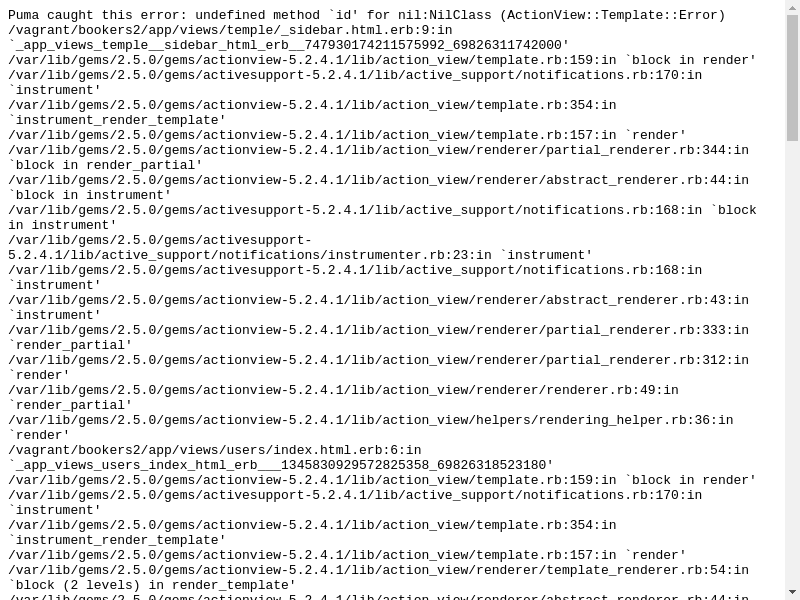 Puma caught this error: undefined method `id' for nil:NilClass (ActionView::Template::Error)
/vagrant/bookers2/app/views/temple/_sidebar.html.erb:9:in
`_app_views_temple__sidebar_html_erb__747930174211575992_69826311742000'
/var/lib/gems/2.5.0/gems/actionview-5.2.4.1/lib/action_view/template.rb:159:in `block in render'
/var/lib/gems/2.5.0/gems/activesupport-5.2.4.1/lib/active_support/notifications.rb:170:in
`instrument'
/var/lib/gems/2.5.0/gems/actionview-5.2.4.1/lib/action_view/template.rb:354:in
`instrument_render_template'
/var/lib/gems/2.5.0/gems/actionview-5.2.4.1/lib/action_view/template.rb:157:in `render'
/var/lib/gems/2.5.0/gems/actionview-5.2.4.1/lib/action_view/renderer/partial_renderer.rb:344:in
`block in render_partial'
/var/lib/gems/2.5.0/gems/actionview-5.2.4.1/lib/action_view/renderer/abstract_renderer.rb:44:in
`block in instrument'
/var/lib/gems/2.5.0/gems/activesupport-5.2.4.1/lib/active_support/notifications.rb:168:in `block
in instrument'
/var/lib/gems/2.5.0/gems/activesupport-
5.2.4.1/lib/active_support/notifications/instrumenter.rb:23:in `instrument'
/var/lib/gems/2.5.0/gems/activesupport-5.2.4.1/lib/active_support/notifications.rb:168:in
`instrument'
/var/lib/gems/2.5.0/gems/actionview-5.2.4.1/lib/action_view/renderer/abstract_renderer.rb:43:in
`instrument'
/var/lib/gems/2.5.0/gems/actionview-5.2.4.1/lib/action_view/renderer/partial_renderer.rb:333:in
`render_partial'
/var/lib/gems/2.5.0/gems/actionview-5.2.4.1/lib/action_view/renderer/partial_renderer.rb:312:in
`render'
/var/lib/gems/2.5.0/gems/actionview-5.2.4.1/lib/action_view/renderer/renderer.rb:49:in
`render_partial'
/var/lib/gems/2.5.0/gems/actionview-5.2.4.1/lib/action_view/helpers/rendering_helper.rb:36:in
`render'
/vagrant/bookers2/app/views/users/index.html.erb:6:in
`_app_views_users_index_html_erb___1345830929572825358_69826318523180'
/var/lib/gems/2.5.0/gems/actionview-5.2.4.1/lib/action_view/template.rb:159:in `block in render'
/var/lib/gems/2.5.0/gems/activesupport-5.2.4.1/lib/active_support/notifications.rb:170:in
`instrument'
/var/lib/gems/2.5.0/gems/actionview-5.2.4.1/lib/action_view/template.rb:354:in
`instrument_render_template'
/var/lib/gems/2.5.0/gems/actionview-5.2.4.1/lib/action_view/template.rb:157:in `render'
/var/lib/gems/2.5.0/gems/actionview-5.2.4.1/lib/action_view/renderer/template_renderer.rb:54:in
`block (2 levels) in render_template'
/var/lib/gems/2.5.0/gems/actionview-5.2.4.1/lib/action_view/renderer/abstract_renderer.rb:44:in